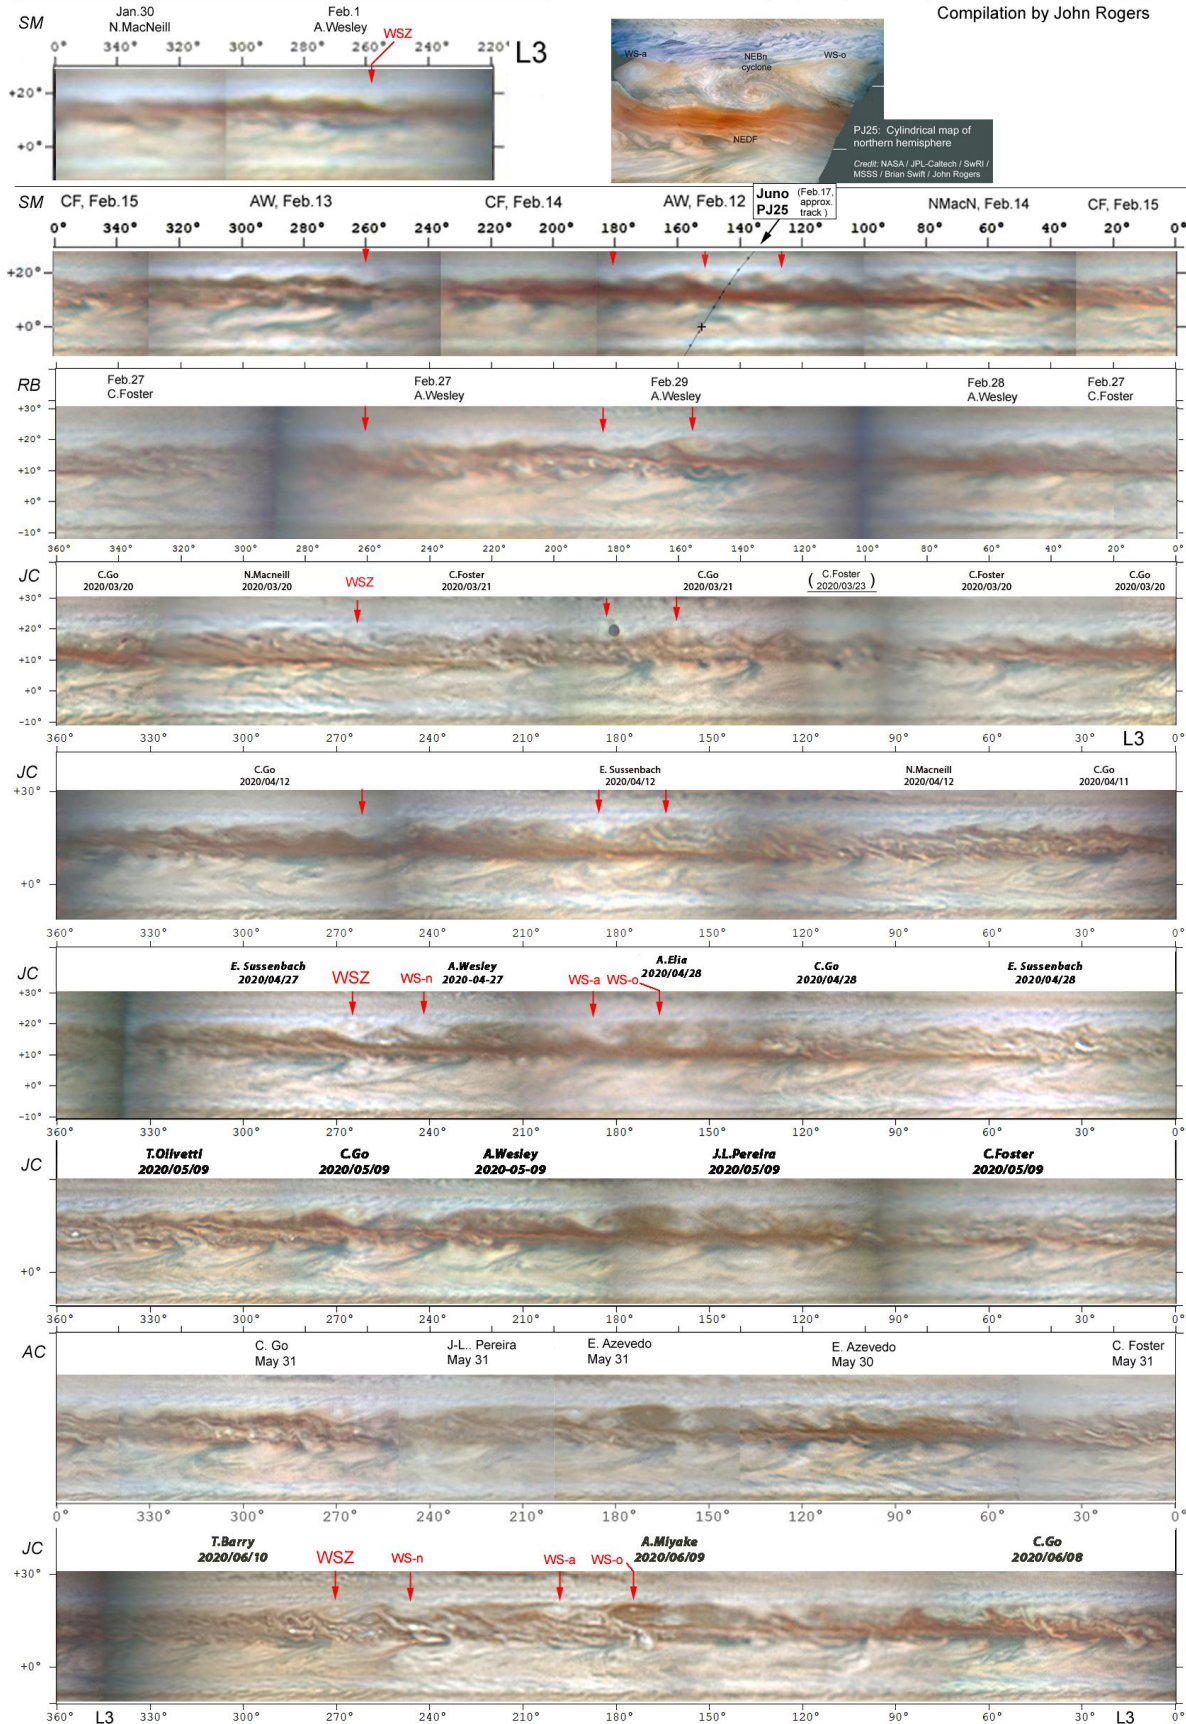 Compilation by John Rogers
SM
Jan.30
N.MacNeill
Feb.1
A.Wesley
WSZ
0° 340° 320° 300° 280° 260° 240° 220°
L3
+20°
+0°
WS-a
NEBn
cyclone
WS-o
NEDF
PJ25: Cylindrical map of
northern hemisphere
Credit: NASA / JPL-Caltech / SwRI /
MSSS / Brian Swift / John Rogers
SM
CF, Feb.15 AW, Feb.13 CF, Feb.14 AW, Feb.12
Juno
PJ25
(Feb.17,
approx.
track )
NMacN, Feb.14 CF, Feb.15
0° 340° 320° 300° 280° 260° 240° 220° 200° 180° 160° 140° 120° 100° 80° 60° 40° 20° 0°
+20°
+0°
RB
Feb.27
C.Foster
Feb.27
A.Wesley
Feb.29
A.Wesley
Feb.28
A.Wesley
Feb.27
C.Foster
+30°
+20°
+10°
+0°
-10°
360° 340° 320° 300° 280° 260° 240° 220° 200° 180° 160° 140° 120° 100° 80° 60° 40° 20° 0°
JC
C.Go
2020/03/20
N.Macneill
2020/03/20
WSZ
C.Foster
2020/03/21
C.Go
2020/03/21
( C.Foster
2020/03/23 )
C.Foster
2020/03/20
C.Go
2020/03/20
+30°
+20°
+10°
+0°
-10°
360° 330° 300° 270° 240° 210° 180° 150° 120° 90° 60° 30° 0°
L3
JC
C.Go
2020/04/12
E. Sussenbach
2020/04/12
N.Macneill
2020/04/12
C.Go
2020/04/11
+30°
+0°
360° 330° 300° 270° 240° 210° 180° 150° 120° 90° 60° 30° 0°
JC
E. Sussenbach
2020/04/27
WSZ
WS-n
A.Wesley
2020-04-27
WS-a
WS-o
A.Elia
2020/04/28
C.Go
2020/04/28
E. Sussenbach
2020/04/28
+30°
+20°
+10°
+0°
-10°
360° 330° 300° 270° 240° 210° 180° 150° 120° 90° 60° 30° 0°
JC
T.Olivetti
2020/05/09
C.Go
2020/05/09
A.Wesley
2020-05-09
J.L.Pereira
2020/05/09
C.Foster
2020/05/09
+0°
360° 330° 300° 270° 240° 210° 180° 150° 120° 90° 60° 30° 0°
AC
C. Go
May 31
J-L.. Pereira
May 31
E. Azevedo
May 31
E. Azevedo
May 30
C. Foster
May 31
0° 330° 300° 270° 240° 210° 180° 150° 120° 90° 60° 30° 0°
JC
T.Barry
2020/06/10
WSZ
WS-n
WS-a
WS-o
A.Miyake
2020/06/09
C.Go
2020/06/08
+30°
+0°
360° 330° 300° 270° 240° 210° 180° 150° 120° 90° 60° 30° 0°
L3
L3